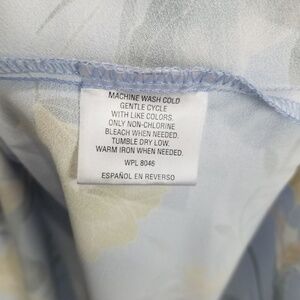 MACHINE WASH COLD
GENTLE CYCLE
WITH LIKE COLORS.
ONLY NON-CHLORINE
BLEACH WHEN NEEDED.
TUMBLE DRY LOW.
WARM IRON WHEN NEEDED.
WPL 8046
ESPAÑOL EN REVERSO